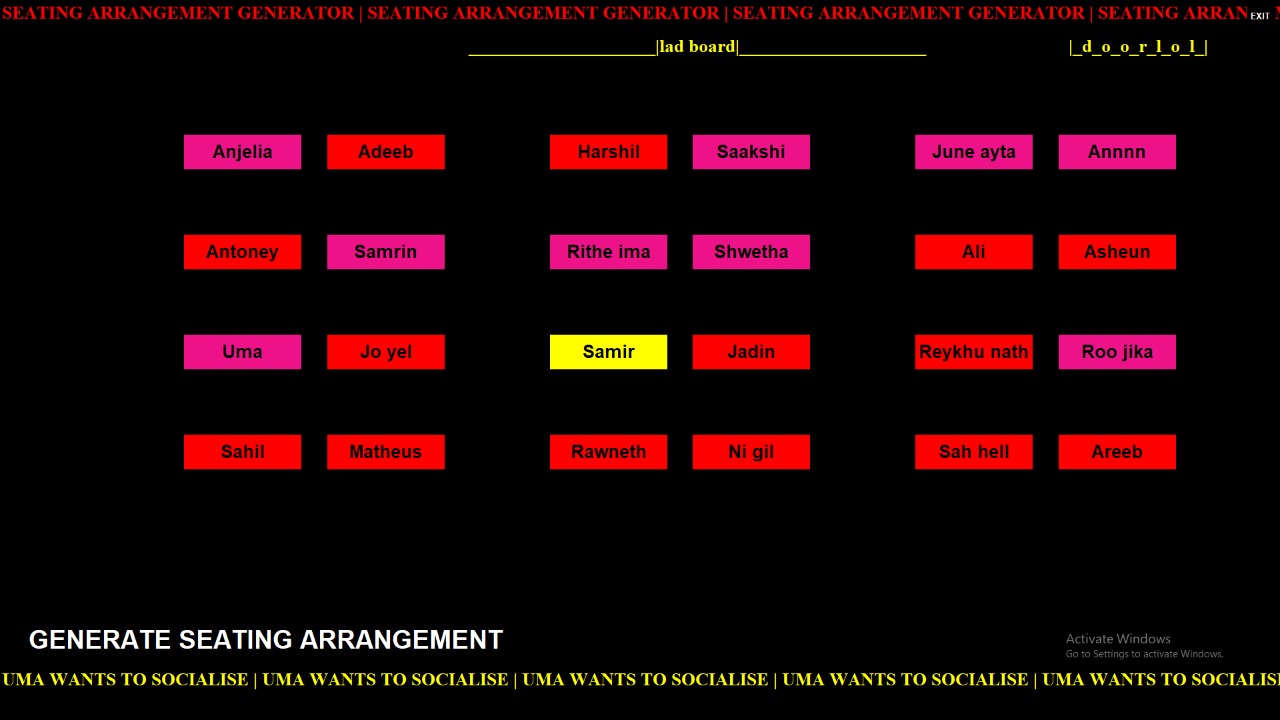 SEATING ARRANGEMENT GENERATOR | SEATING ARRANGEMENT GENERATOR | SEATING ARRANGEMENT GENERATOR | SEATING ARRAN EXIT
____________________|lad board|____________________ |_d_o_o_r_l_o_l_|
Anjelia Adeeb Harshil Saakshi June ayta Annnn
Antoney Samrin Rithe ima Shwetha Ali Asheun
Uma Jo yel Samir Jadin Reykhu nath Roo jika
Sahil Matheus Rawneth Ni gil Sah hell Areeb
GENERATE SEATING ARRANGEMENT
Activate Windows
Go to Settings to activate Windows.
UMA WANTS TO SOCIALISE | UMA WANTS TO SOCIALISE | UMA WANTS TO SOCIALISE | UMA WANTS TO SOCIALISE | UMA WANTS TO SOCIALIS